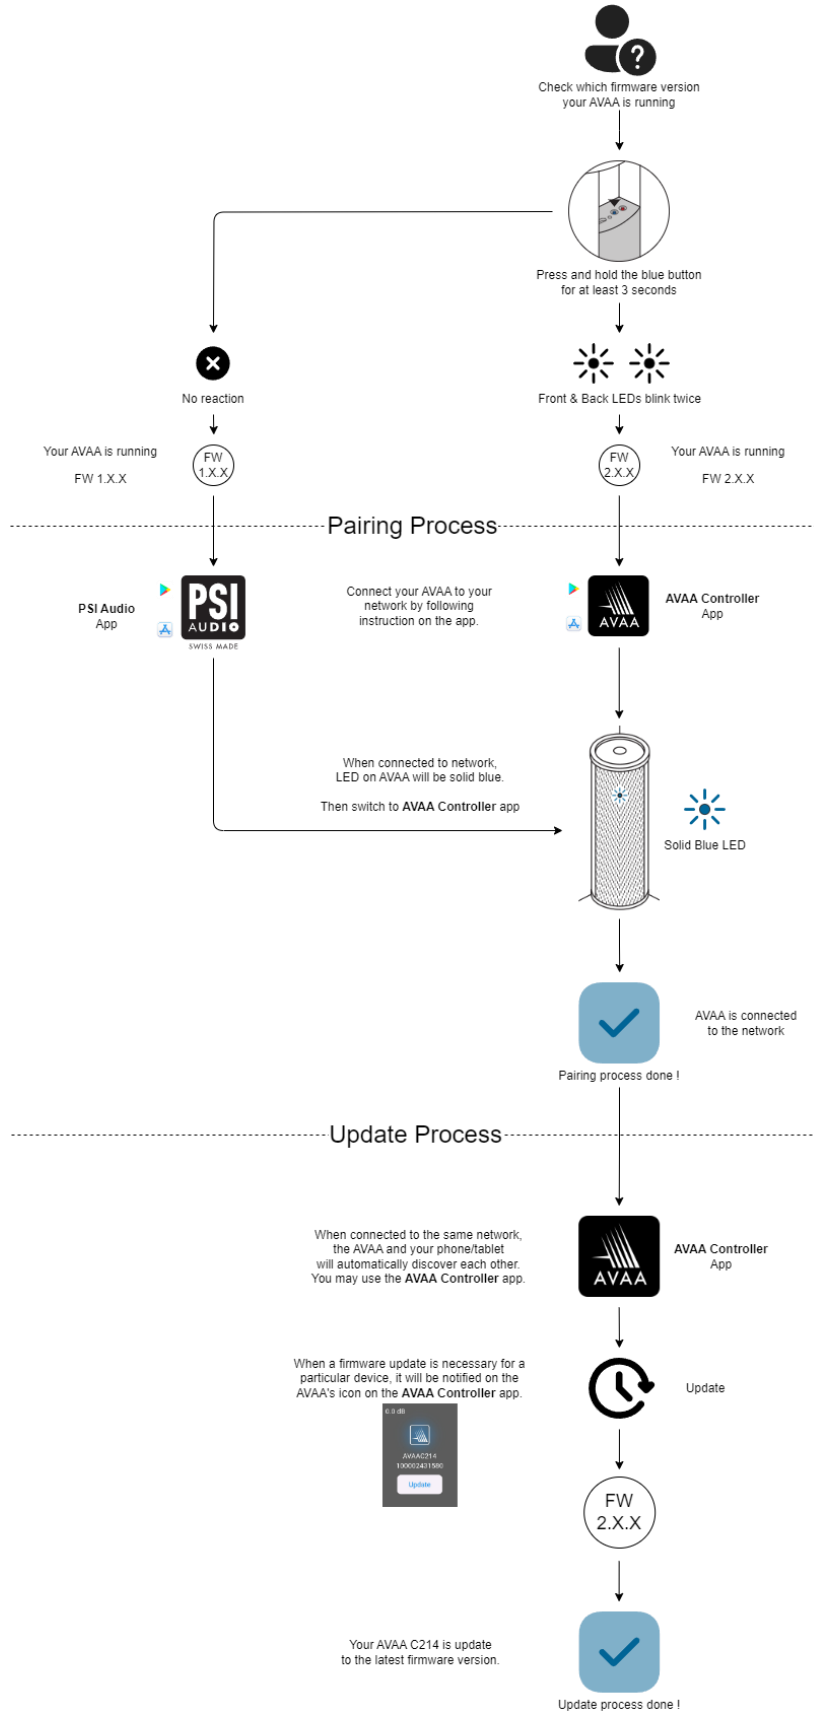 ?
Check which firmware version
your AVAA is running
Press and hold the blue button
for at least 3 seconds
No reaction
Front & Back LEDs blink twice
Your AVAA is running
FW 1.X.X
FW
1.X.X
FW
2.X.X
Your AVAA is running
FW 2.X.X
Pairing Process
PSI Audio
App
PSI
AUDIO
SWISS MADE
Connect your AVAA to your
network by following
instruction on the app.
AVAA
AVAA Controller
App
When connected to network,
LED on AVAA will be solid blue.
Then switch to AVAA Controller app
Solid Blue LED
AVAA is connected
to the network
Pairing process done !
Update Process
When connected to the same network,
the AVAA and your phone/tablet
will automatically discover each other.
You may use the AVAA Controller app.
AVAA
AVAA Controller
App
When a firmware update is necessary for a
particular device, it will be notified on the
AVAA's icon on the AVAA Controller app.
0.0 dB
AVAAC214
100002431580
Update
Update
FW
2.X.X
Your AVAA C214 is update
to the latest firmware version.
Update process done !